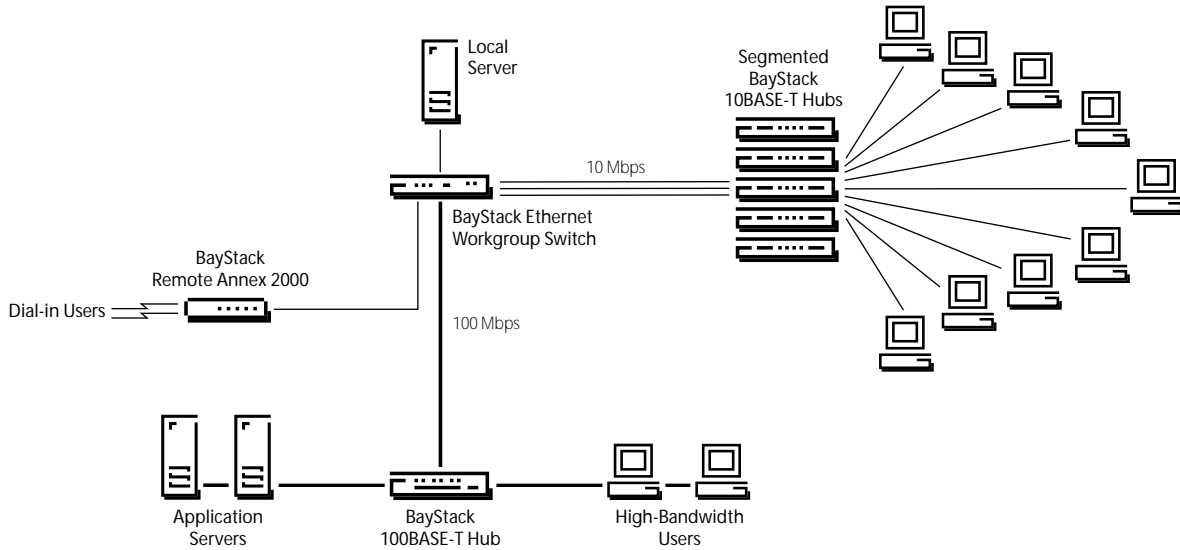 Local
Server
Segmented
BayStack
10BASE-T Hubs
10 Mbps
BayStack Ethernet
Workgroup Switch
BayStack
Remote Annex 2000
Dial-in Users
100 Mbps
Application
Servers
BayStack
100BASE-T Hub
High-Bandwidth
Users